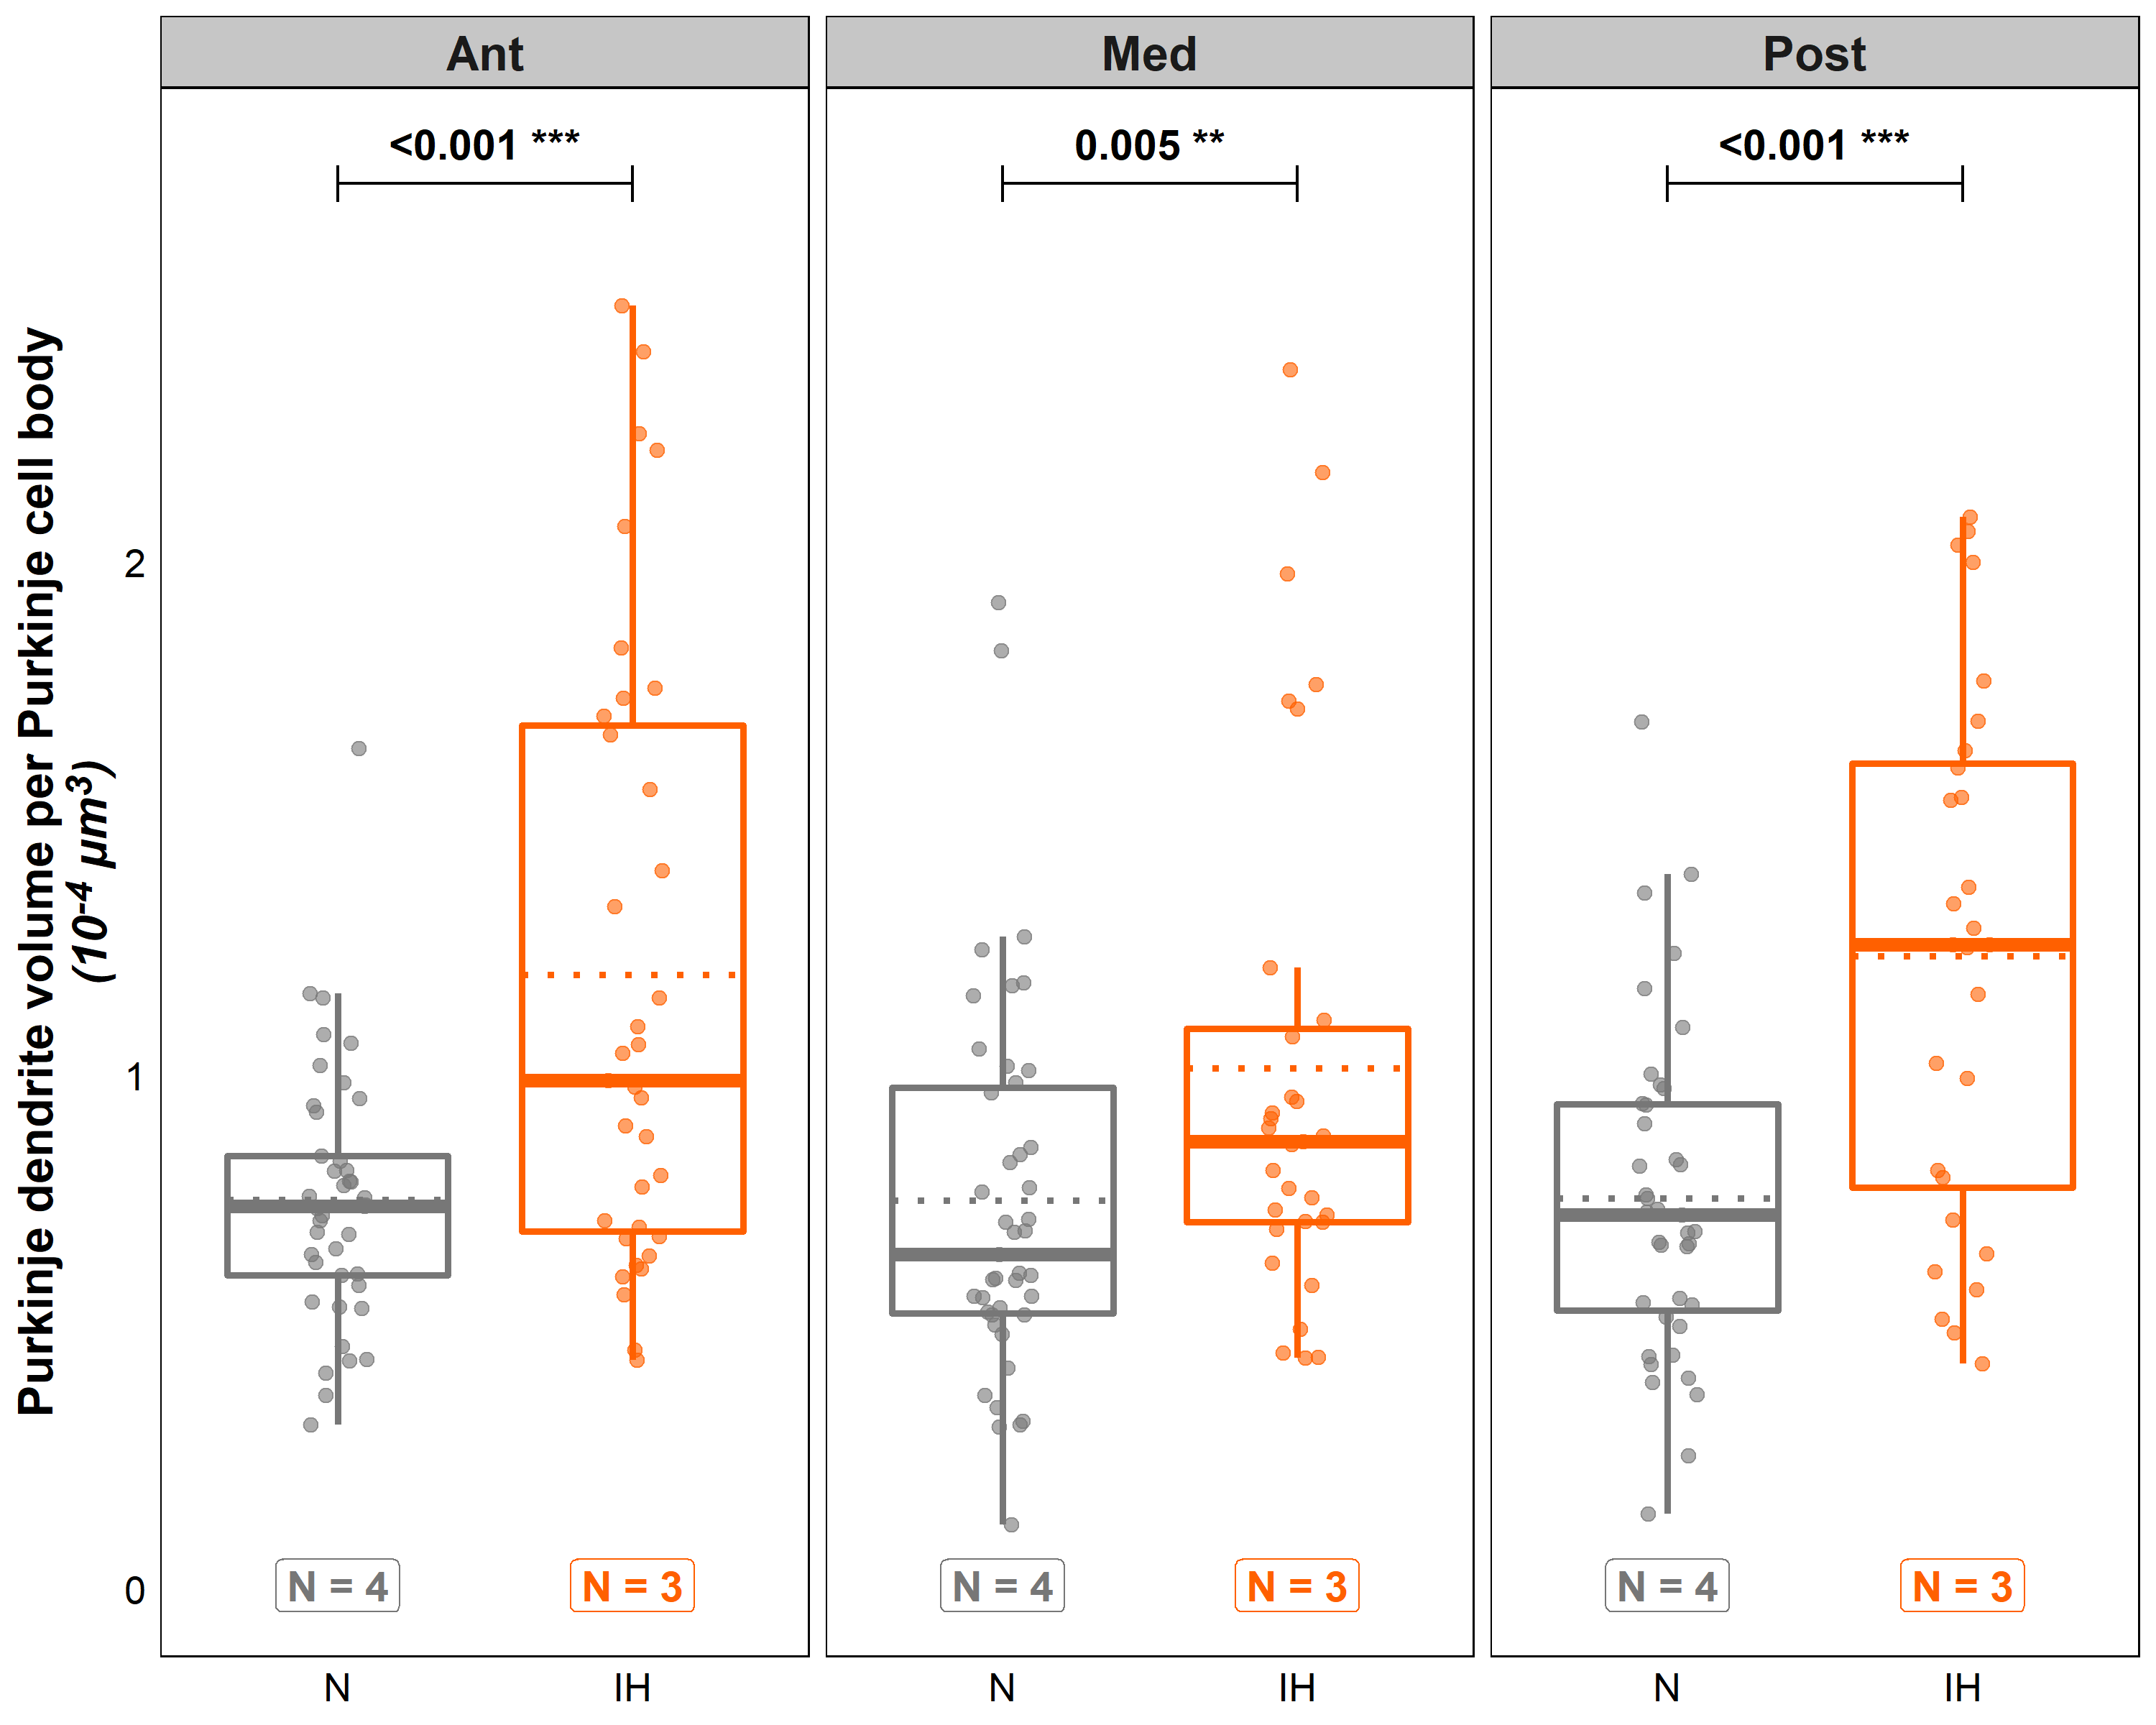 Ant
Med
Post
<0.001 ***
0.005 **
<0.001 ***
Purkinje dendrite volume per Purkinje cell body
(10⁻⁴ µm³)
2
1
0
N = 4
N = 3
N = 4
N = 3
N = 4
N = 3
N
IH
N
IH
N
IH